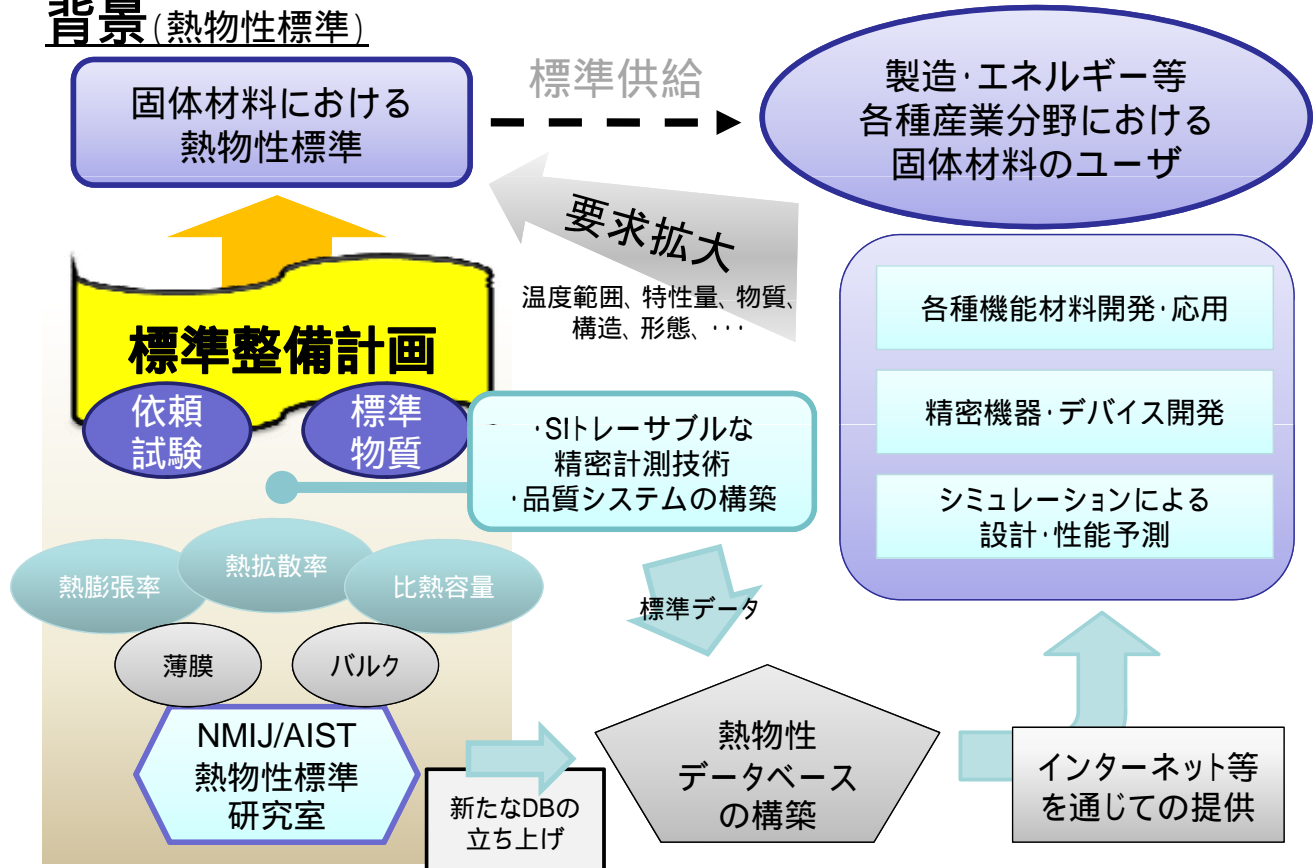 背景(熱物性標準)
固体材料における
熱物性標準
標準供給
製造·エネルギー等
各種産業分野における
固体材料のユーザ
要求拡大
温度範囲、特性量、物質、
構造、形態、···
標準整備計画
依頼
試験
標準
物質
·SIトレーサブルな
精密計測技術
·品質システムの構築
各種機能材料開発·応用
精密機器·デバイス開発
シミュレーションによる
設計·性能予測
熱膨張率
熱拡散率
比熱容量
標準データ
薄膜
バルク
NMIJ/AIST
熱物性標準
研究室
新たなDBの
立ち上げ
熱物性
データベース
の構築
インターネット等
を通じての提供